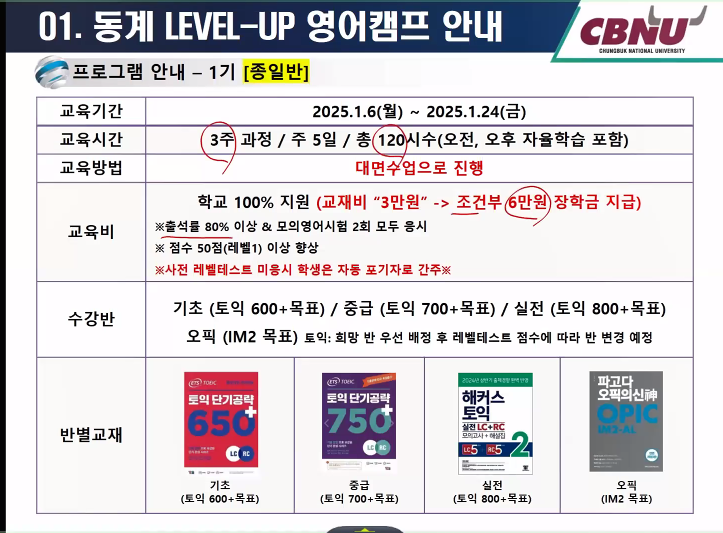 01. 동계 LEVEL-UP 영어캠프 안내
CBNU
CHUNGBUK NATIONAL UNIVERSITY
프로그램 안내 – 1기 [종일반]
교육기간
2025.1.6(월) ~ 2025.1.24(금)
교육시간
3주 과정 / 주 5일 / 총 120시수(오전, 오후 자율학습 포함)
교육방법
대면수업으로 진행
교육비
학교 100% 지원 (교재비 “3만원” -> 조건부 6만원 장학금 지급)
※출석률 80% 이상 & 모의영어시험 2회 모두 응시
※ 점수 50점(레벨1) 이상 향상
※사전 레벨테스트 미응시 학생은 자동 포기자로 간주※
수강반
기초 (토익 600+목표) / 중급 (토익 700+목표) / 실전 (토익 800+목표)
오픽 (IM2 목표) 토익: 희망 반 우선 배정 후 레벨테스트 점수에 따라 반 변경 예정
반별교재
ETS TOEIC
토익 단기공략
650+
LC RC
ETS TOEIC
토익 단기공략
750+
LC RC
해커스
토익
실전 LC+RC
모의고사+해설집
LC 5 RC 5
2
파고다
오픽의신神
OPIC
IM2-AL
기초
(토익 600+목표)
중급
(토익 700+목표)
실전
(토익 800+목표)
오픽
(IM2 목표)